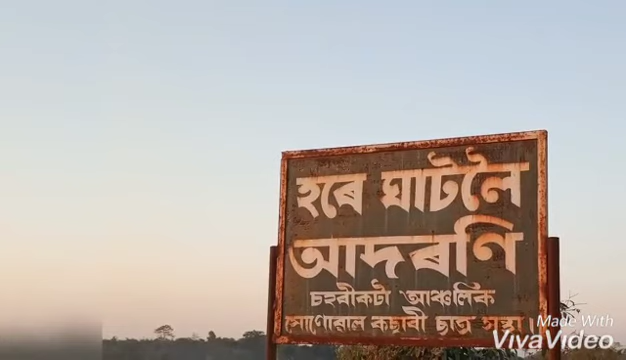 হৰে ঘাটলৈ
আদৰণি
চহৰীকটা আঞ্চলিক
সোণোৱাল কছাৰী ছাত্ৰ সন্থা।
Made With
VivaVideo